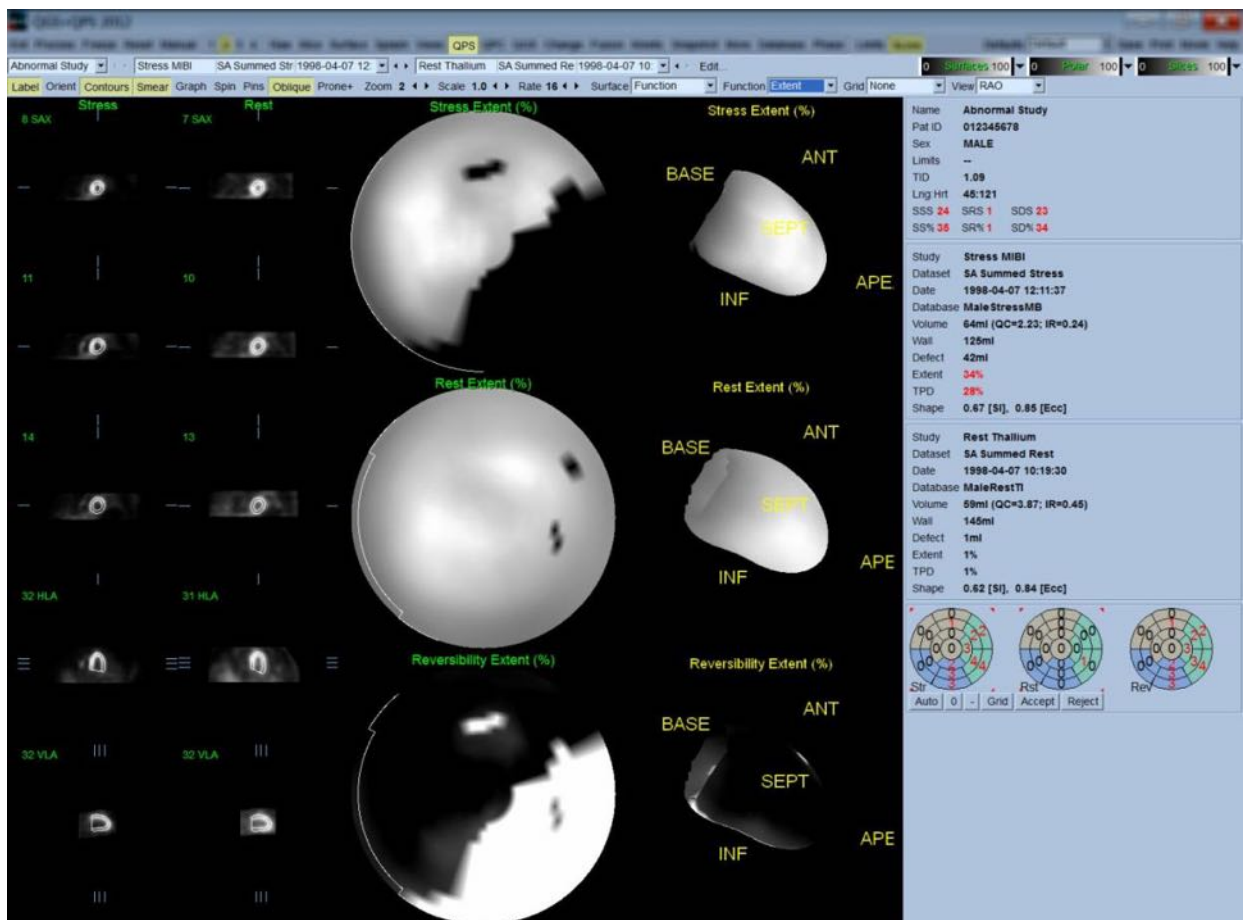 QPS
Abnormal Study Stress MIBI SA Summed Str 1998-04-07 12: Rest Thallium SA Summed Re 1998-04-07 10: Edit... 0 Surfaces 100 0 Polar 100 0 Slices 100
Label Orient Contours Smear Graph Spin Pins Oblique Prone+ Zoom 2 Scale 1.0 Rate 16 Surface Function Function Extent Grid None View RAO
Stress Rest Stress Extent (%) Stress Extent (%)
8 SAX 7 SAX
BASE ANT
SEPT
INF APE
11 10
Rest Extent (%) Rest Extent (%)
14 13
BASE ANT
SEPT
INF APE
32 HLA 31 HLA
Reversibility Extent (%) Reversibility Extent (%)
32 VLA 32 VLA
BASE ANT
SEPT
INF APE
Name Abnormal Study
Pat ID 012345678
Sex MALE
Limits --
TID 1.09
Lng:Hrt 45:121
SSS 24 SRS 1 SDS 23
SS% 35 SR% 1 SD% 34
Study Stress MIBI
Dataset SA Summed Stress
Date 1998-04-07 12:11:37
Database MaleStressMB
Volume 64ml (QC=2.23; IR=0.24)
Wall 125ml
Defect 42ml
Extent 34%
TPD 28%
Shape 0.67 [SI], 0.85 [Ecc]
Study Rest Thallium
Dataset SA Summed Rest
Date 1998-04-07 10:19:30
Database MaleRestTl
Volume 59ml (QC=3.87; IR=0.45)
Wall 145ml
Defect 1ml
Extent 1%
TPD 1%
Shape 0.62 [SI], 0.84 [Ecc]
Str Rst Rev
Auto 0 - Grid Accept Reject